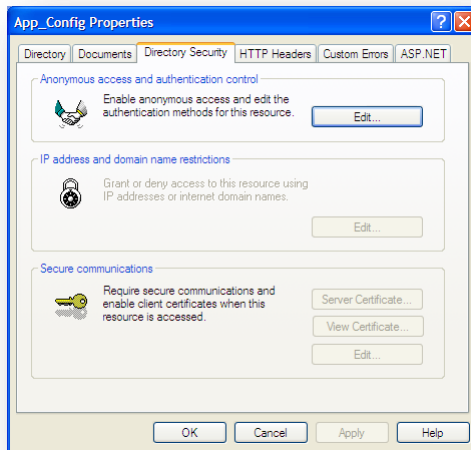 App_Config Properties
Directory Documents Directory Security HTTP Headers Custom Errors ASP.NET
Anonymous access and authentication control
Enable anonymous access and edit the
authentication methods for this resource.
Edit...
IP address and domain name restrictions
Grant or deny access to this resource using
IP addresses or internet domain names.
Edit...
Secure communications
Require secure communications and
enable client certificates when this
resource is accessed.
Server Certificate...
View Certificate...
Edit...
OK Cancel Apply Help